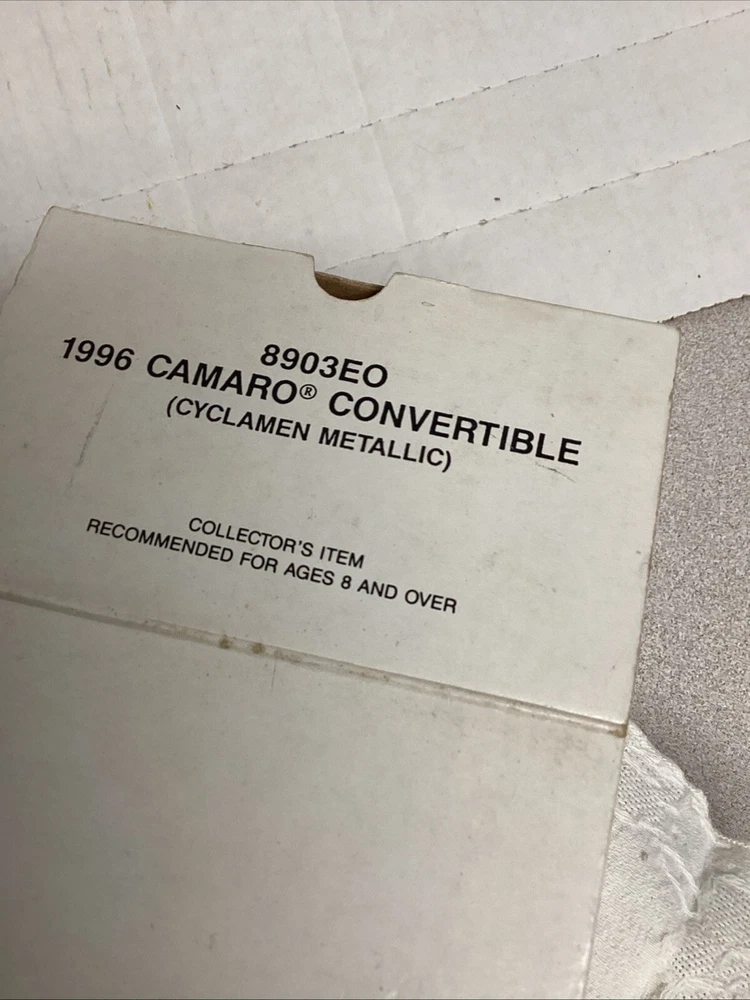 8903EO
1996 CAMARO® CONVERTIBLE
(CYCLAMEN METALLIC)
COLLECTOR'S ITEM
RECOMMENDED FOR AGES 8 AND OVER